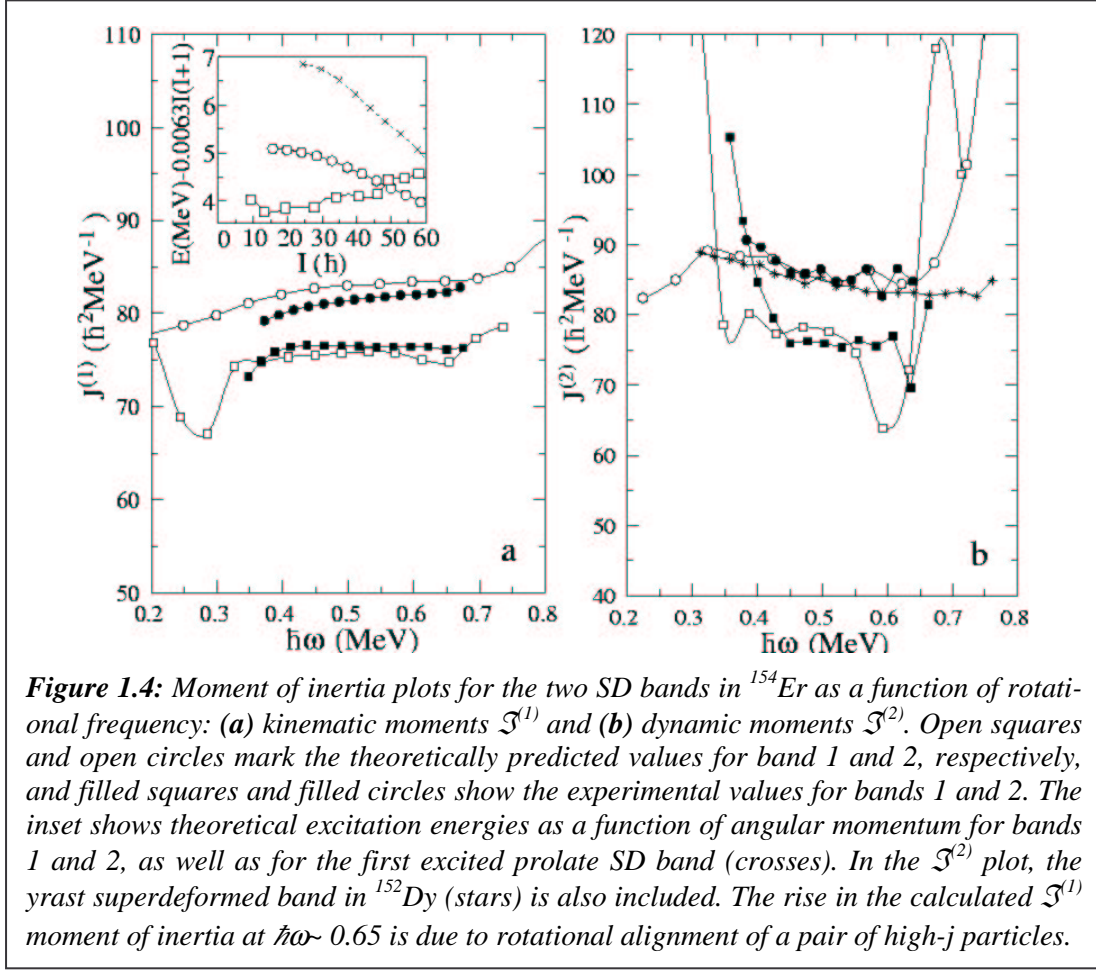 110
100
90
80
70
60
50
J(1) (ħ2MeV-1)
E(MeV)-0.0063I(I+1)
7
6
5
4
0 10 20 30 40 50 60
I (ħ)
a
0.2 0.3 0.4 0.5 0.6 0.7 0.8
ħω (MeV)
120
110
100
90
80
70
60
50
40
J(2) (ħ2MeV-1)
b
0.2 0.3 0.4 0.5 0.6 0.7 0.8
ħω (MeV)
Figure 1.4: Moment of inertia plots for the two SD bands in 154Er as a function of rotati-
onal frequency: (a) kinematic moments ℑ(1) and (b) dynamic moments ℑ(2). Open squares
and open circles mark the theoretically predicted values for band 1 and 2, respectively,
and filled squares and filled circles show the experimental values for bands 1 and 2. The
inset shows theoretical excitation energies as a function of angular momentum for bands
1 and 2, as well as for the first excited prolate SD band (crosses). In the ℑ(2) plot, the
yrast superdeformed band in 152Dy (stars) is also included. The rise in the calculated ℑ(1)
moment of inertia at ħω~ 0.65 is due to rotational alignment of a pair of high-j particles.